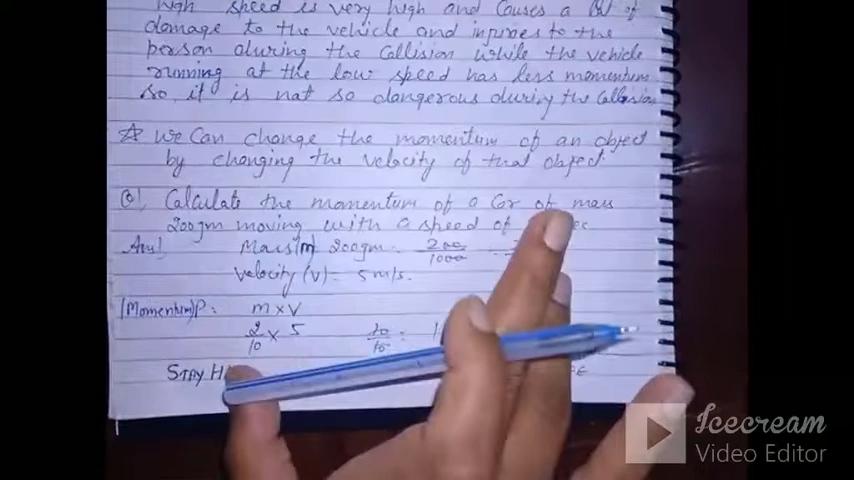 high speed is very high and causes a lot of
damage to the vehicle and injuries to the
person during the Collision while the vehicle
running at the low speed has less momentum
so it is not so dangerous during the Collision
☆ we Can change the momentum of an object
by changing the velocity of that object.
Q1. Calculate the momentum of a Car of mass
200gm moving with a speed of
Ans! Mass(m) 200gm = 200/1000 =
Velocity (v) = 5m/s.
(Momentum)P = m×v
2/10 × 5 10/10 = 1
STAY H
Icecream
Video Editor